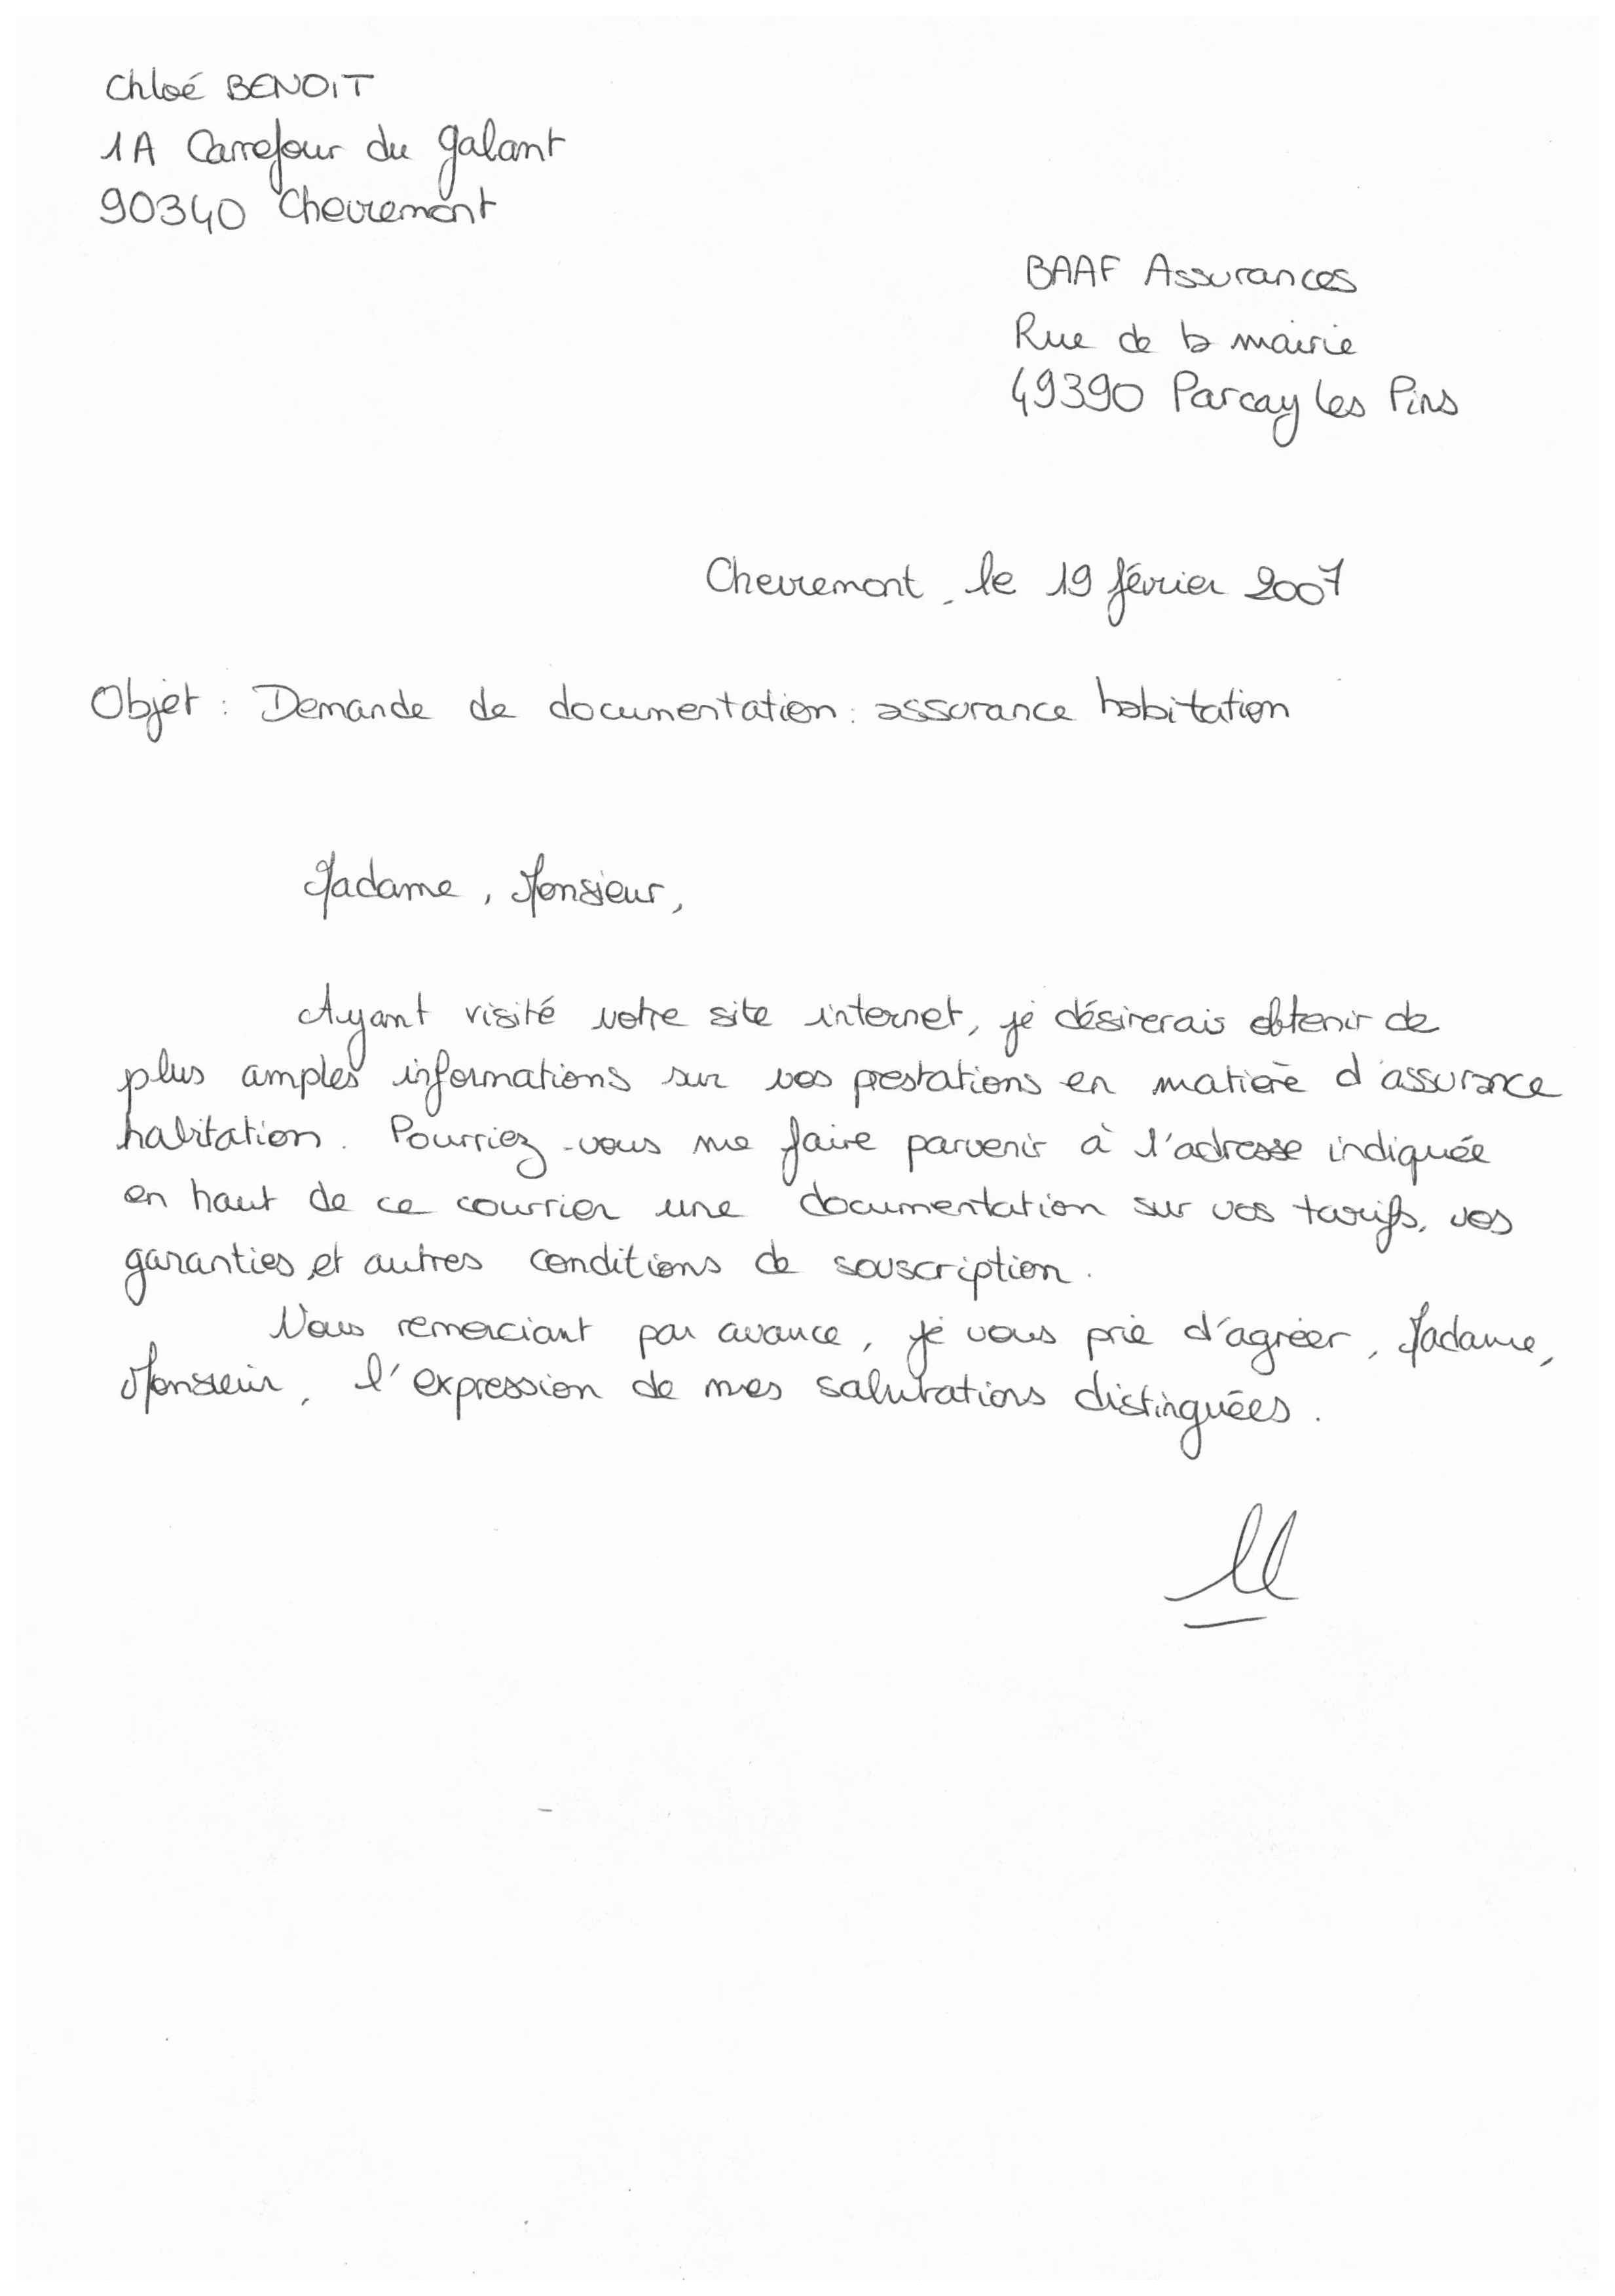 Chloé BENOIT
1A Carrefour du galant
90340 Chevremont
BAAF Assurances
Rue de la mairie
49390 Parcay les Pins
Chevremont, le 19 février 2007
Objet : Demande de documentation : assurance habitation
Madame, Monsieur,
Ayant visité votre site internet, je désirerais obtenir de
plus amples informations sur vos prestations en matière d'assurance
habitation. Pourriez-vous me faire parvenir à l'adresse indiquée
en haut de ce courrier une documentation sur vos tarifs, vos
garanties, et autres conditions de souscription.
Vous remerciant par avance, je vous prie d'agréer, Madame,
Monsieur, l'expression de mes salutations distinguées.